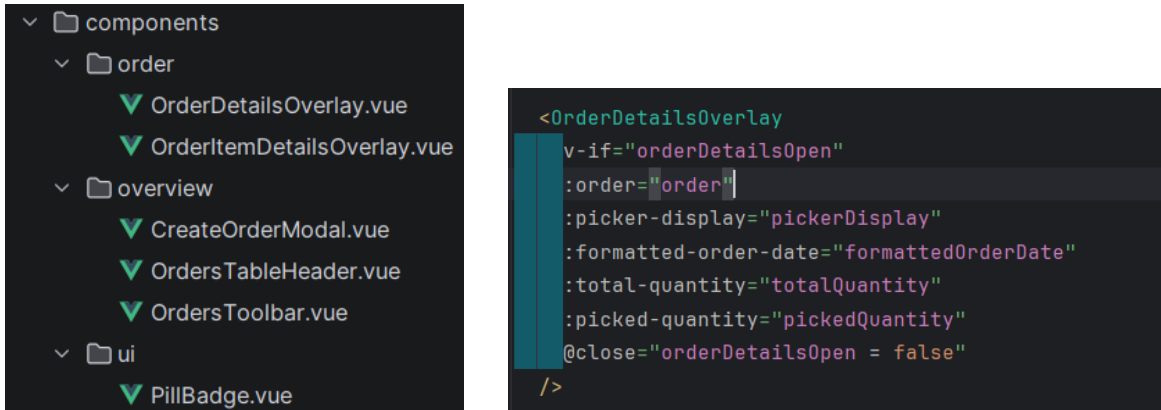 components
order
OrderDetailsOverlay.vue
OrderItemDetailsOverlay.vue
overview
CreateOrderModal.vue
OrdersTableHeader.vue
OrdersToolbar.vue
ui
PillBadge.vue
<OrderDetailsOverlay
v-if="orderDetailsOpen"
:order="order"
:picker-display="pickerDisplay"
:formatted-order-date="formattedOrderDate"
:total-quantity="totalQuantity"
:picked-quantity="pickedQuantity"
@close="orderDetailsOpen = false"
/>